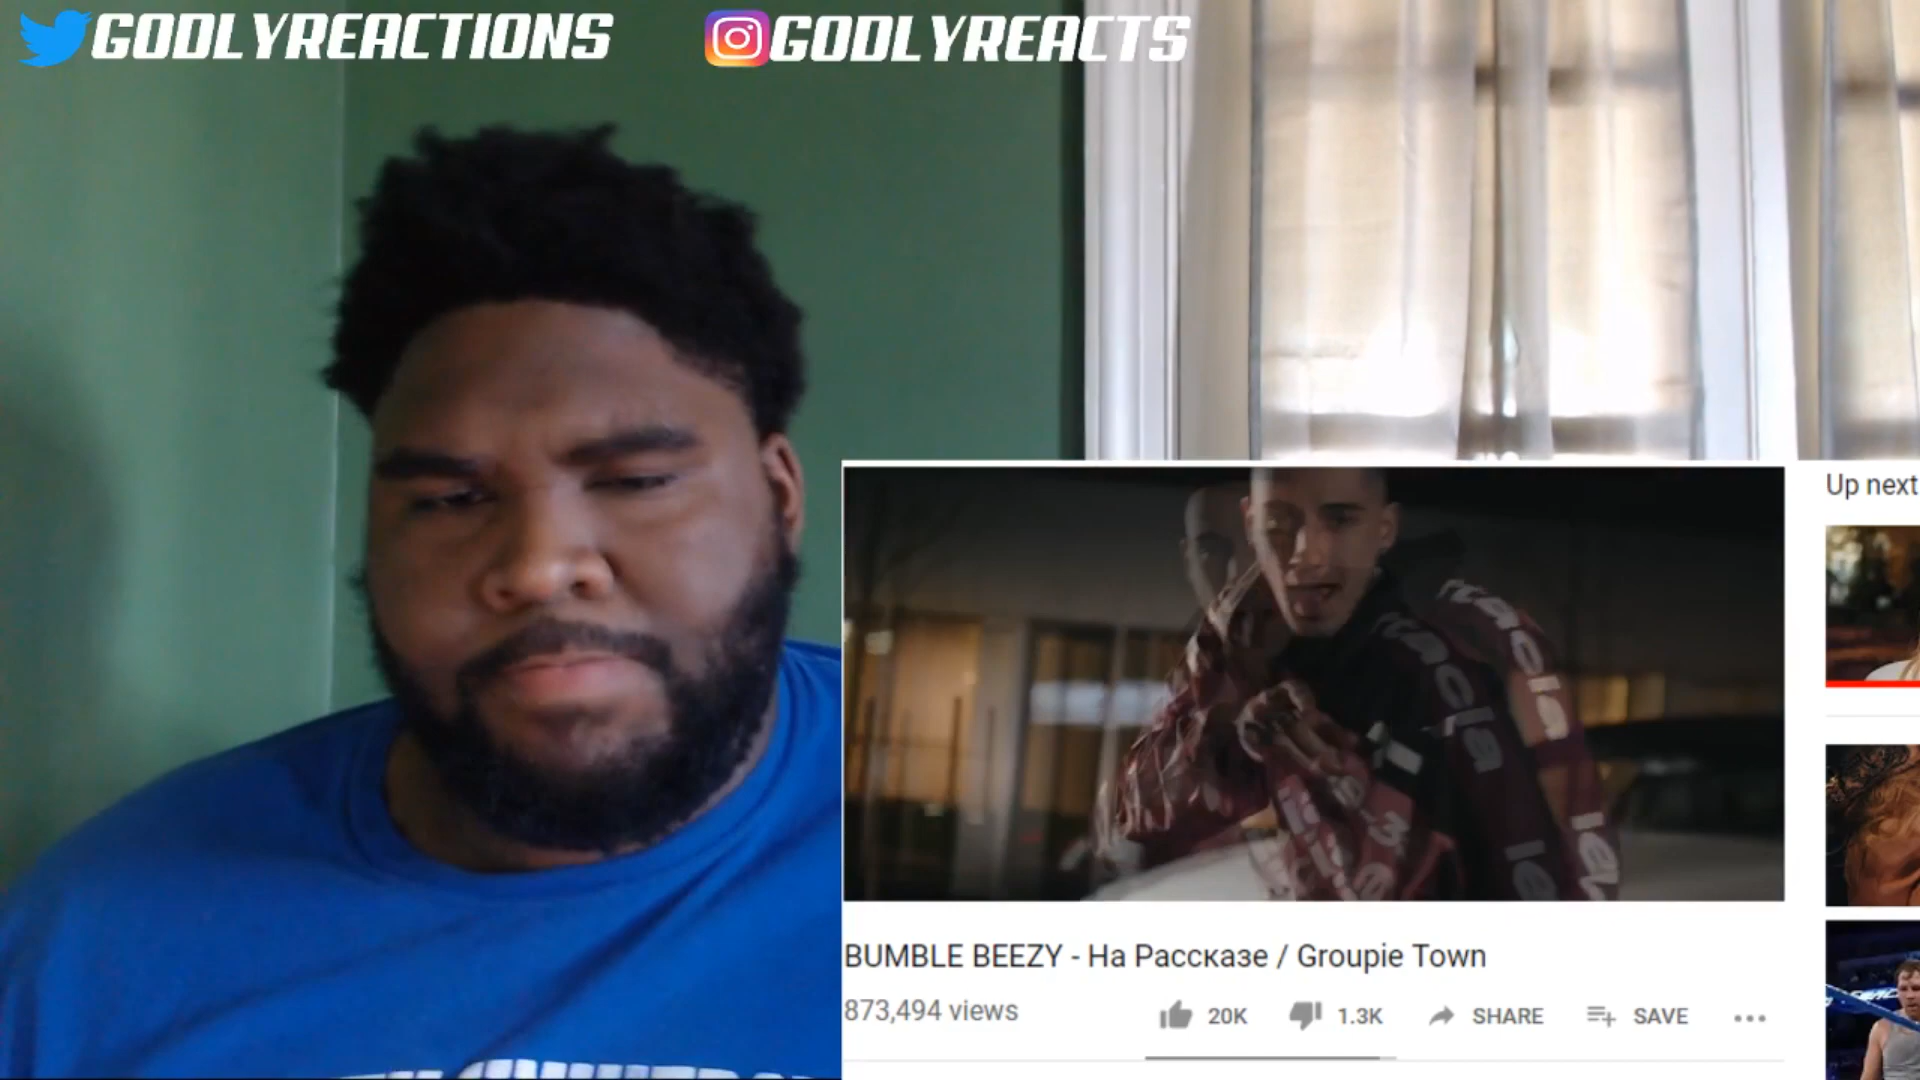 GODLYREACTIONS
GODLYREACTS
Up next
BUMBLE BEEZY - На Рассказе / Groupie Town
873,494 views
20K
1.3K
SHARE
SAVE